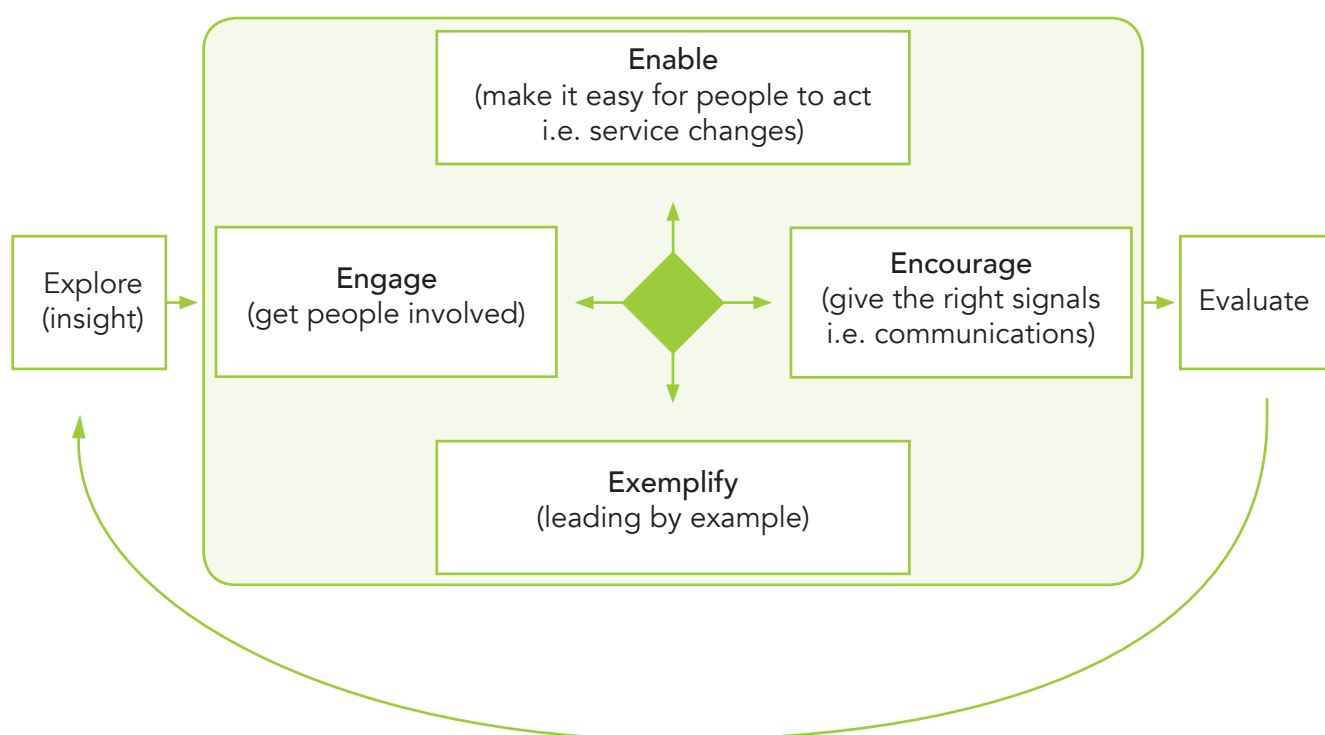 Enable
(make it easy for people to act
i.e. service changes)
Explore
(insight)
Engage
(get people involved)
Encourage
(give the right signals
i.e. communications)
Evaluate
Exemplify
(leading by example)